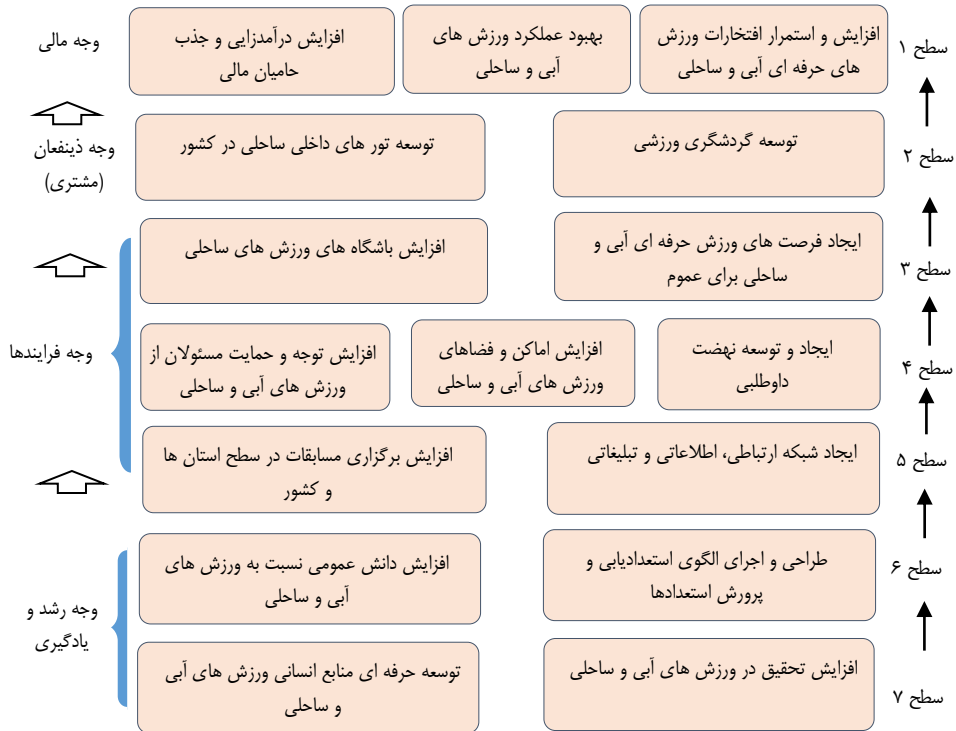 سطح ۱
افزایش و استمرار افتخارات ورزش
های حرفه ای آبی و ساحلی
بهبود عملکرد ورزش های
آبی و ساحلی
افزایش درآمدزایی و جذب
حامیان مالی
وجه مالی
سطح ۲
توسعه گردشگری ورزشی
توسعه تور های داخلی ساحلی در کشور
وجه ذینفعان
(مشتری)
سطح ۳
ایجاد فرصت های ورزش حرفه ای آبی و
ساحلی برای عموم
افزایش باشگاه های ورزش های ساحلی
سطح ۴
ایجاد و توسعه نهضت
داوطلبی
افزایش اماکن و فضاهای
ورزش های آبی و ساحلی
افزایش توجه و حمایت مسئولان از
ورزش های آبی و ساحلی
وجه فرایندها
سطح ۵
ایجاد شبکه ارتباطی، اطلاعاتی و تبلیغاتی
افزایش برگزاری مسابقات در سطح استان ها
و کشور
سطح ۶
طراحی و اجرای الگوی استعدادیابی و
پرورش استعدادها
افزایش دانش عمومی نسبت به ورزش های
آبی و ساحلی
وجه رشد و
یادگیری
سطح ۷
افزایش تحقیق در ورزش های آبی و ساحلی
توسعه حرفه ای منابع انسانی ورزش های آبی
و ساحلی